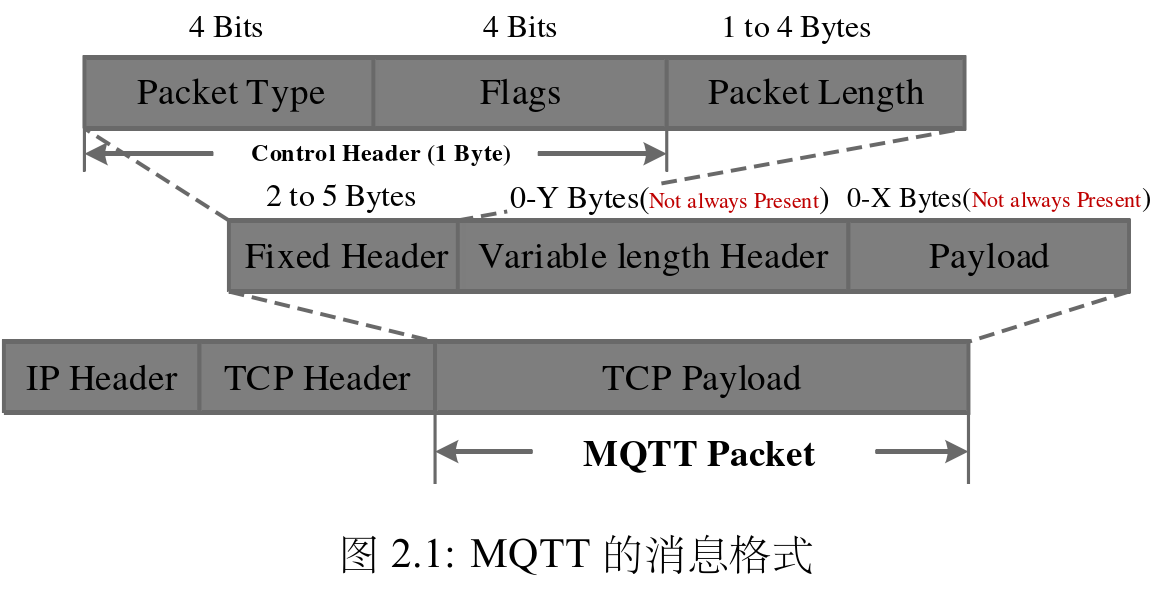 4 Bits 4 Bits 1 to 4 Bytes
Packet Type Flags Packet Length
Control Header (1 Byte)
2 to 5 Bytes 0-Y Bytes(Not always Present) 0-X Bytes(Not always Present)
Fixed Header Variable length Header Payload
IP Header TCP Header TCP Payload
MQTT Packet
图 2.1: MQTT 的消息格式